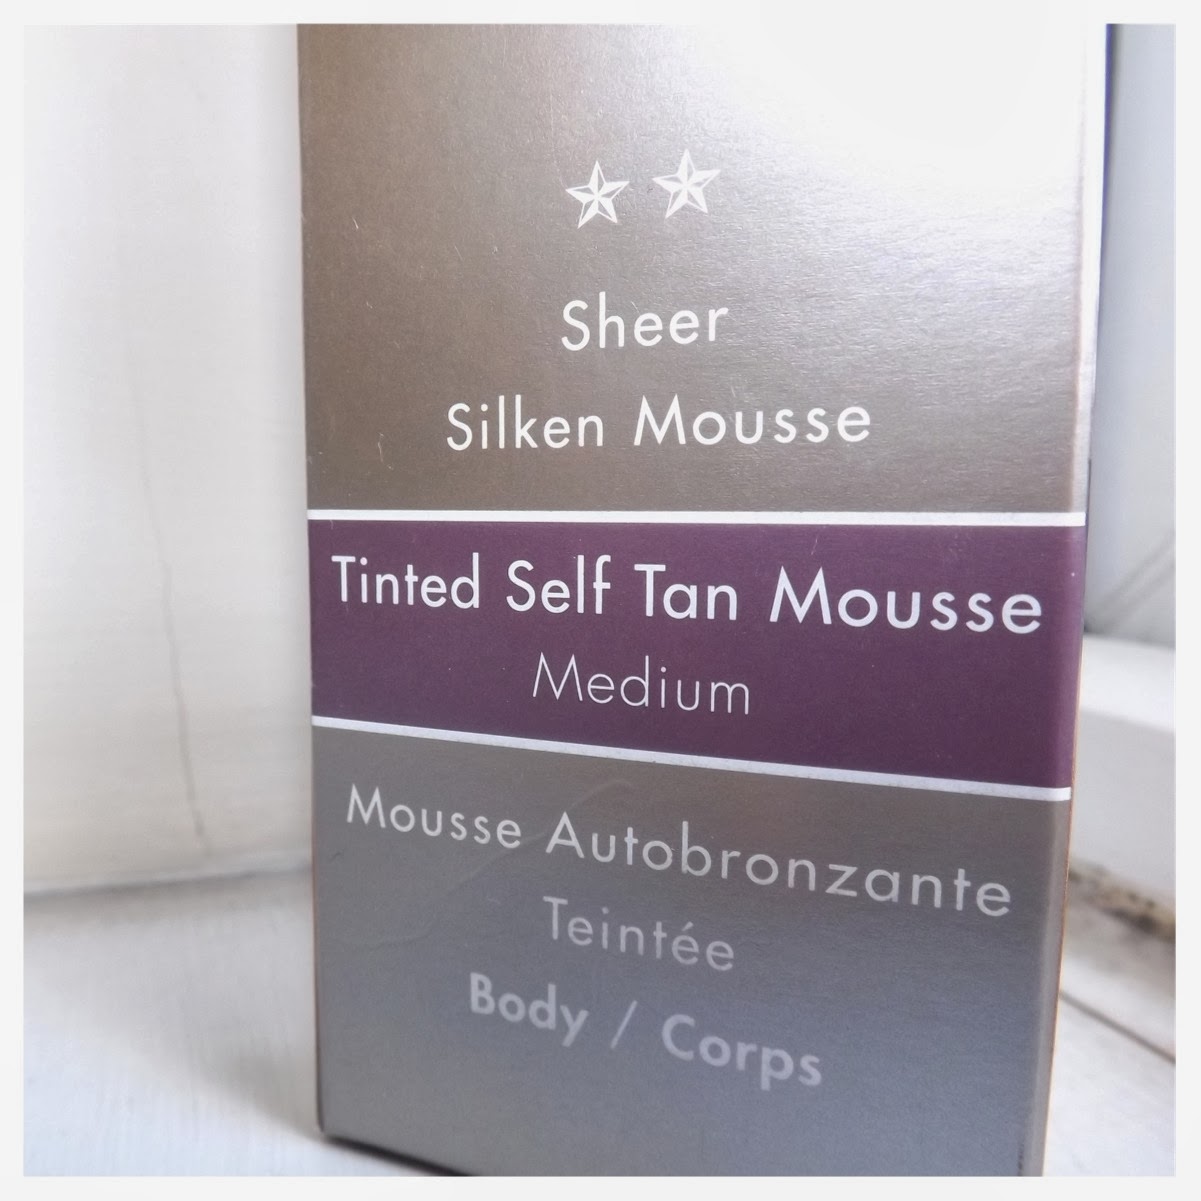 Sheer
Silken Mousse
Tinted Self Tan Mousse
Medium
Mousse Autobronzante
Teintée
Body / Corps